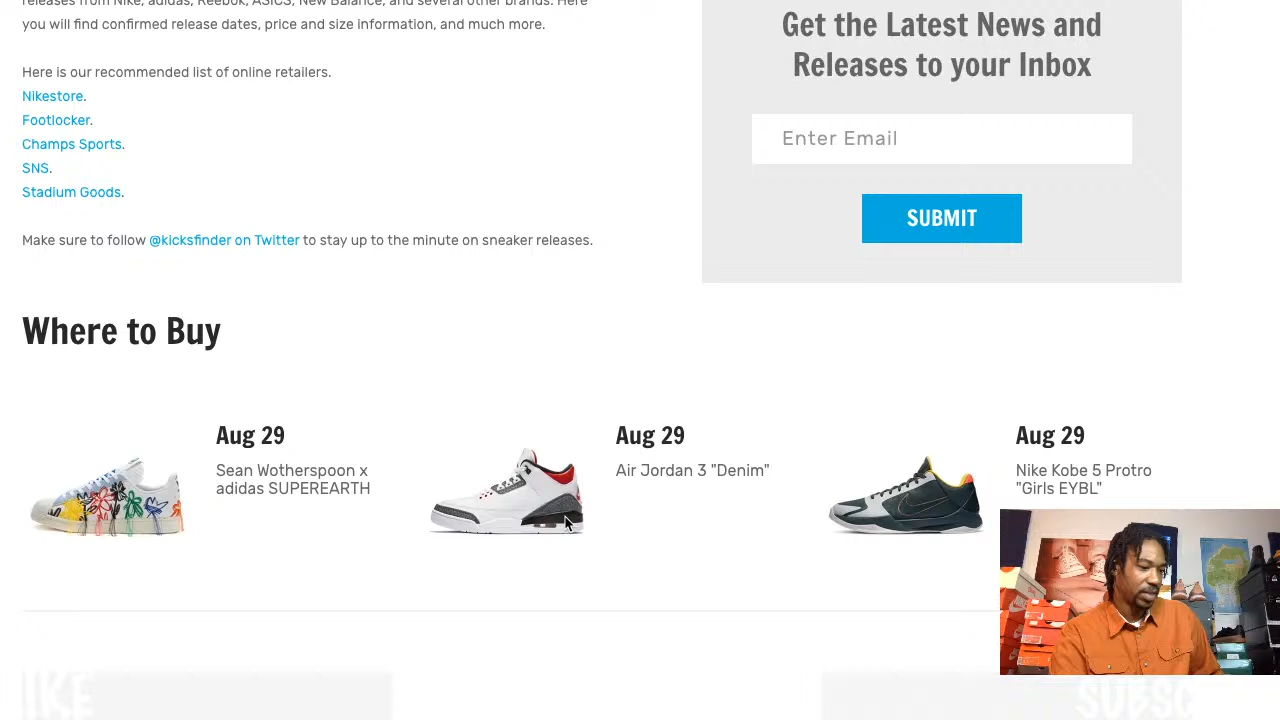 releases from Nike, adidas, Reebok, ASICS, New Balance, and several other brands. Here
you will find confirmed release dates, price and size information, and much more.
Here is our recommended list of online retailers.
Nikestore.
Footlocker.
Champs Sports.
SNS.
Stadium Goods.
Make sure to follow @kicksfinder on Twitter to stay up to the minute on sneaker releases.
Get the Latest News and
Releases to your Inbox
Enter Email
SUBMIT
Where to Buy
Aug 29
Sean Wotherspoon x
adidas SUPEREARTH
Aug 29
Air Jordan 3 "Denim"
Aug 29
Nike Kobe 5 Protro
"Girls EYBL"